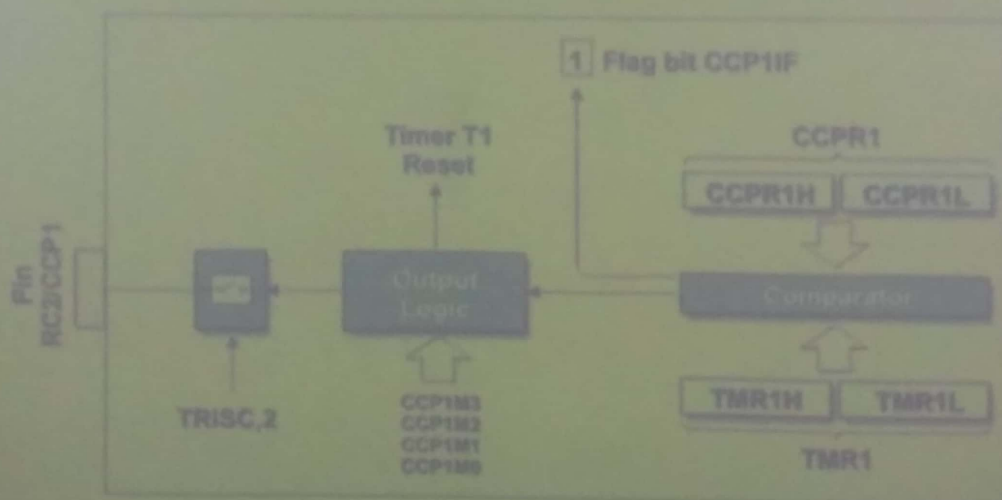 1 Flag bit CCP1IF
Timer T1
Reset
CCPR1
CCPR1H CCPR1L
Pin
RC2/CCP1
Output
Logic
Comparator
TRISC,2
CCP1M3
CCP1M2
CCP1M1
CCP1M0
TMR1H TMR1L
TMR1